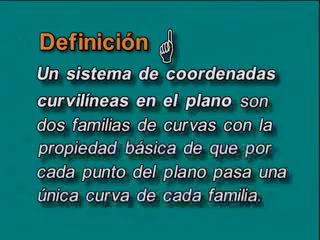 Definición
Un sistema de coordenadas
curvilíneas en el plano son
dos familias de curvas con la
propiedad básica de que por
cada punto del plano pasa una
única curva de cada familia.